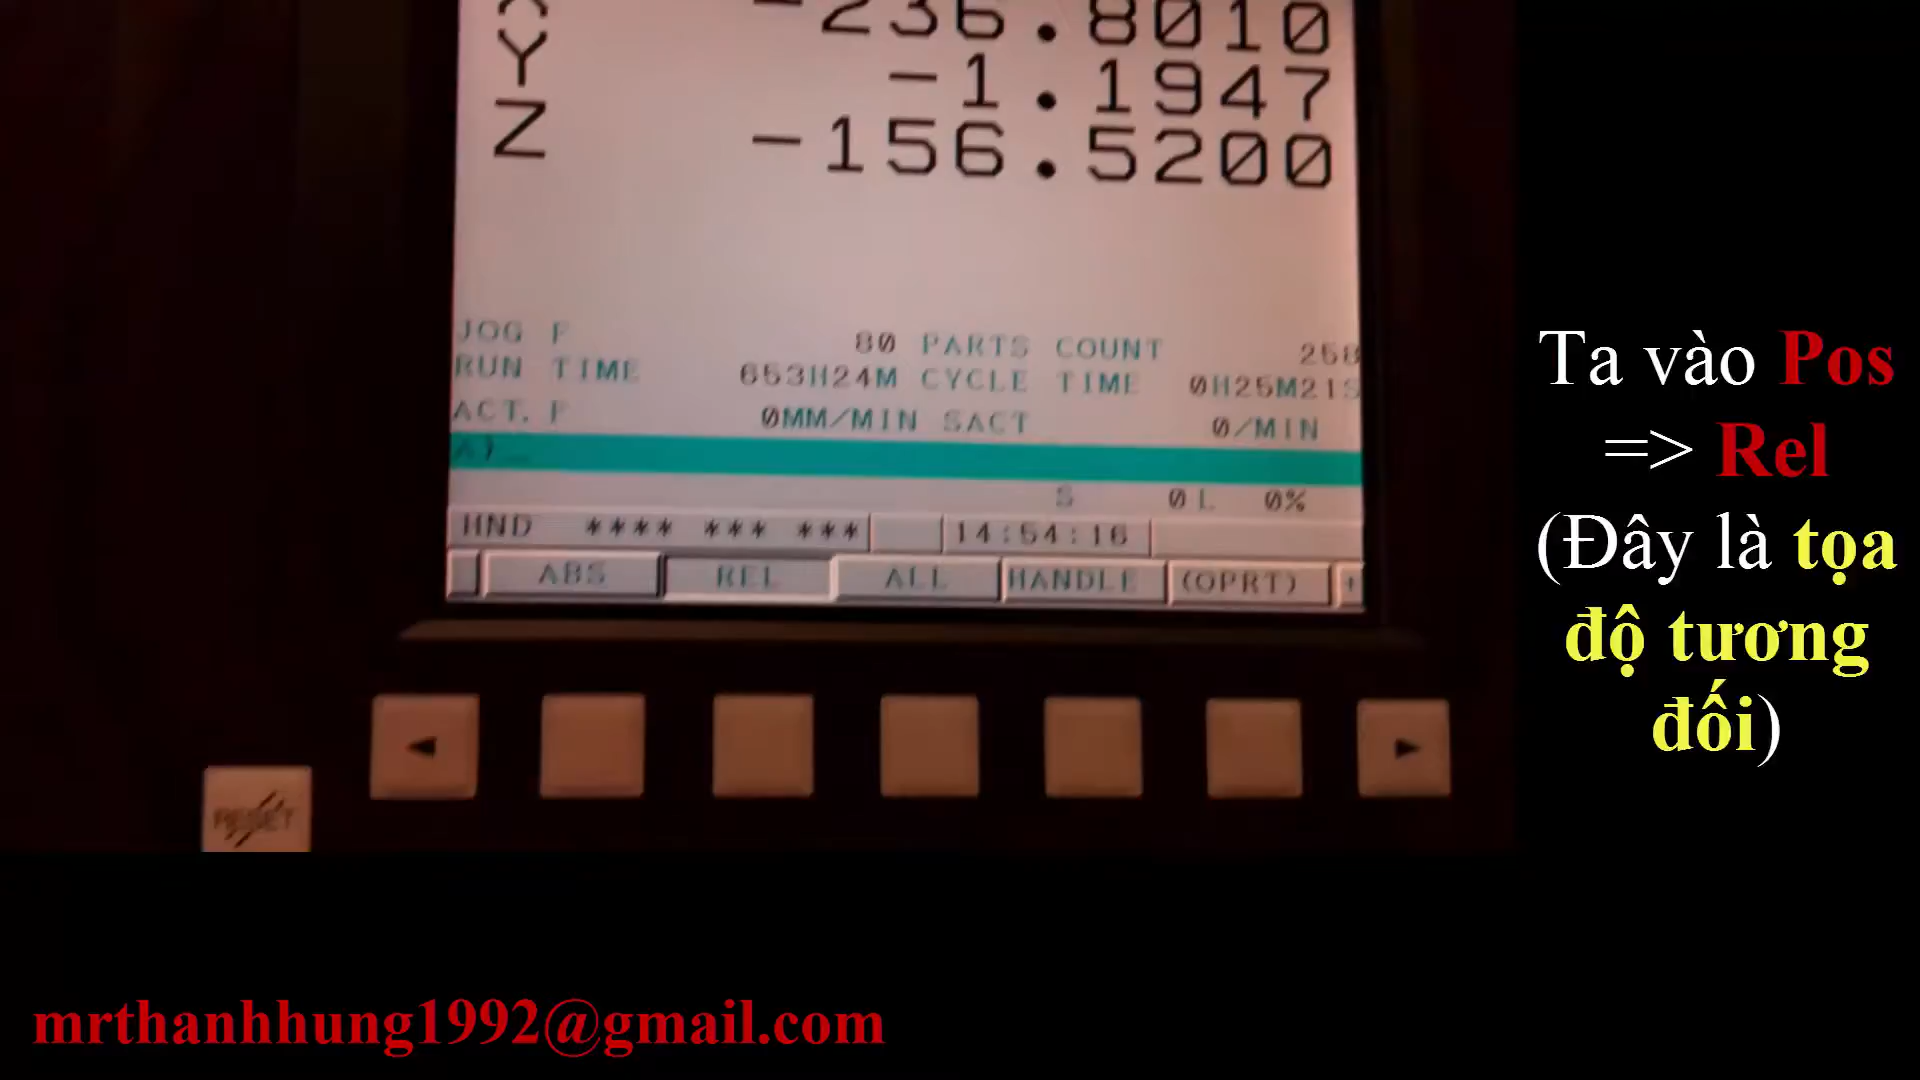 X -236.8010
Y -1.1947
Z -156.5200
JOG F 80 PARTS COUNT 258
RUN TIME 653H24M CYCLE TIME 0H25M21S
ACT. F 0MM/MIN SACT 0/MIN
A)_
S 0 L 0%
HND **** *** *** 14:54:16
ABS REL ALL HANDLE (OPRT) +
RESET
Ta vào Pos
=> Rel
(Đây là tọa
độ tương
đối)
mrthanhhung1992@gmail.com